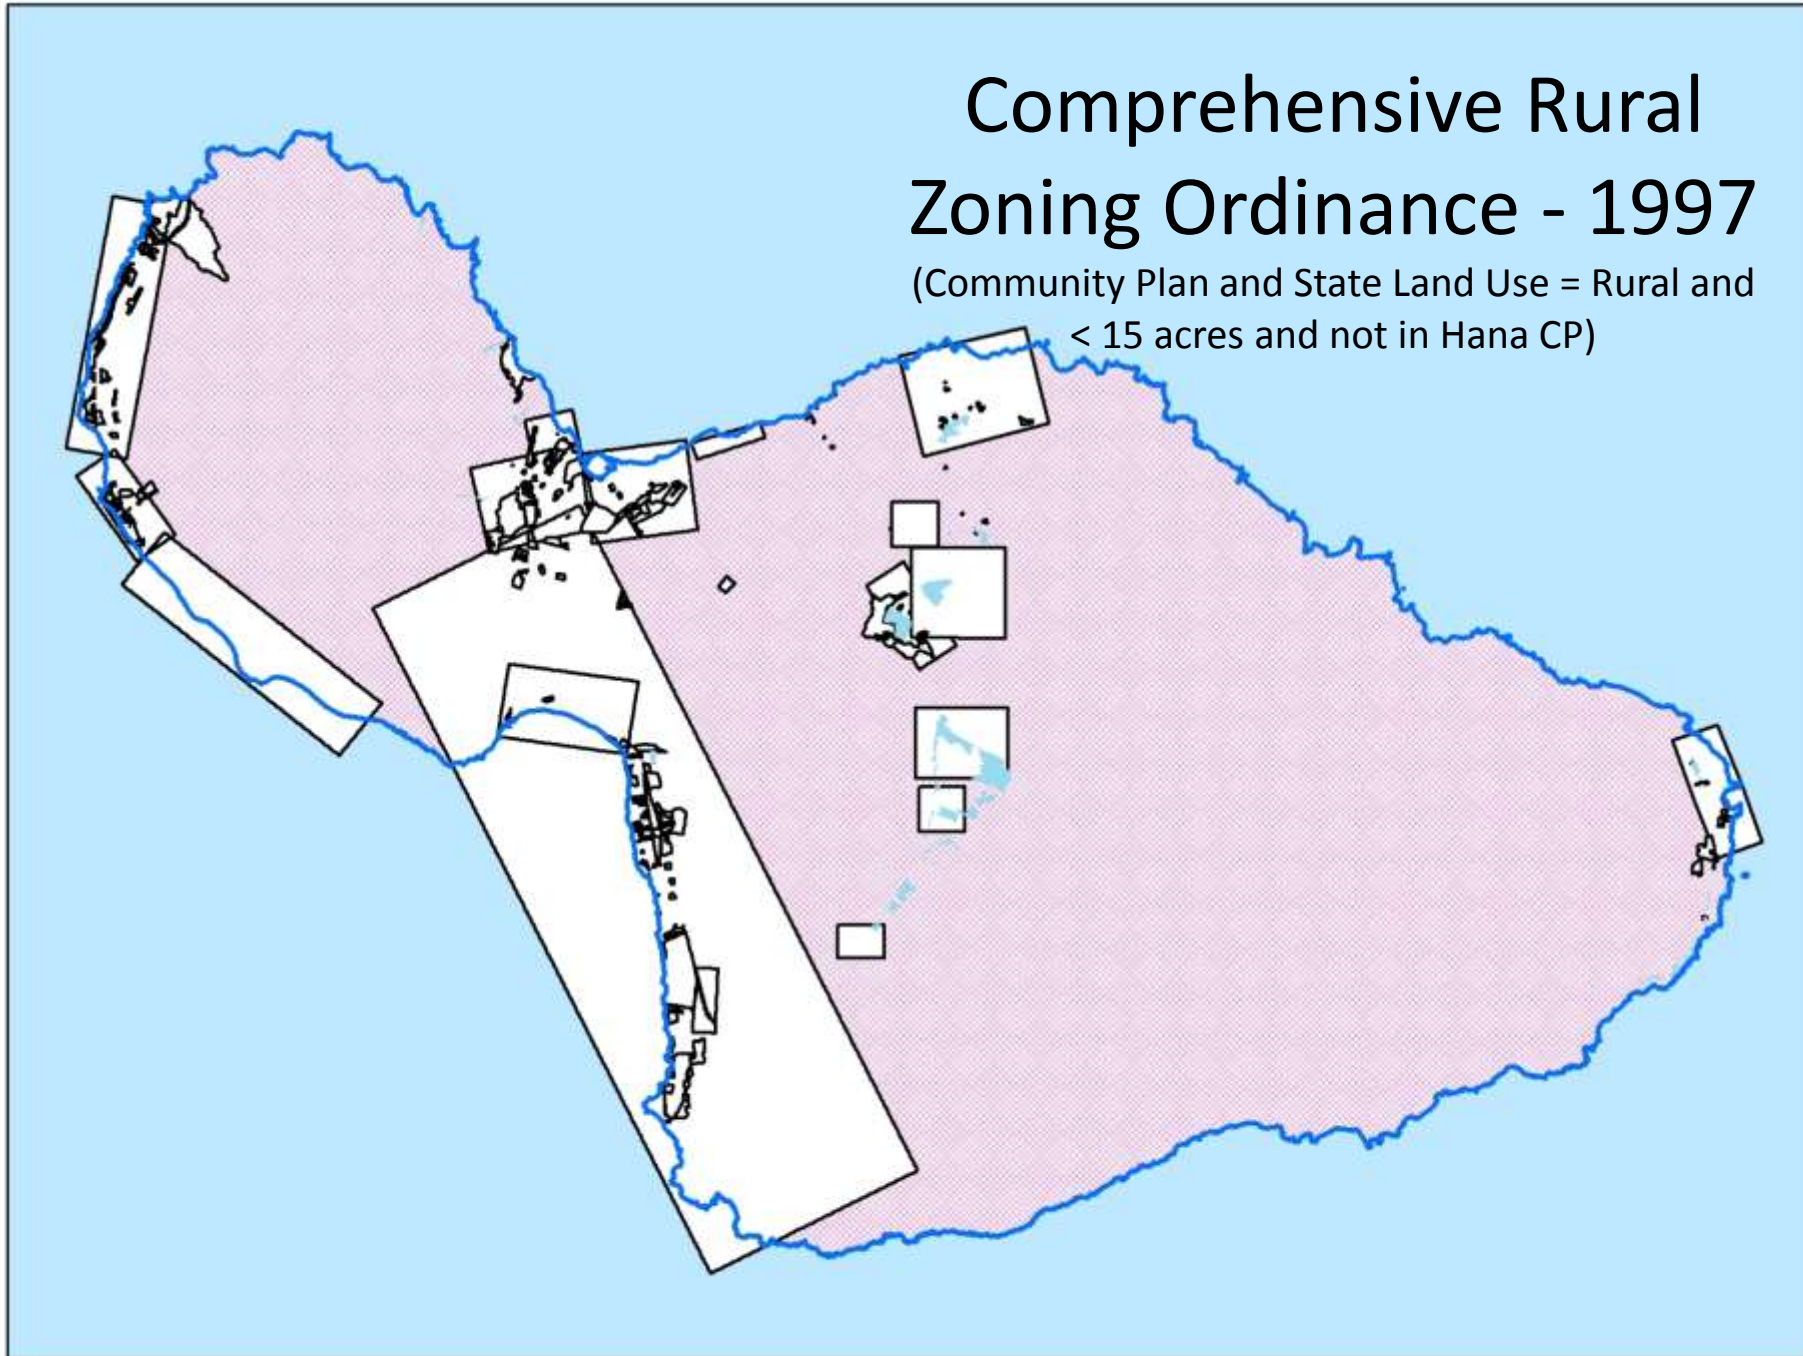 Comprehensive Rural
Zoning Ordinance - 1997
(Community Plan and State Land Use = Rural and
< 15 acres and not in Hana CP)